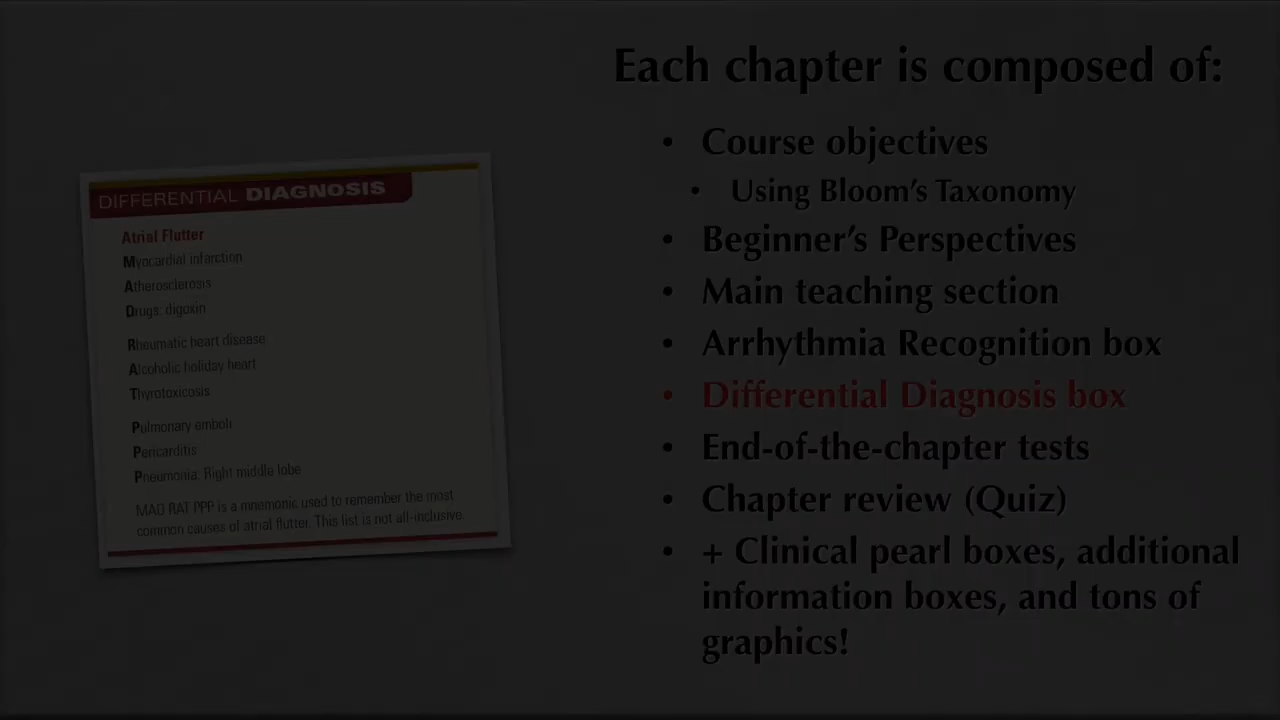 DIFFERENTIAL DIAGNOSIS
Atrial Flutter
Myocardial infarction
Atherosclerosis
Drugs: digoxin
Rheumatic heart disease
Alcoholic holiday heart
Thyrotoxicosis
Pulmonary emboli
Pericarditis
Pneumonia: Right middle lobe
MAD RAT PPP is a mnemonic used to remember the most
common causes of atrial flutter. This list is not all-inclusive.
Each chapter is composed of:
• Course objectives
• Using Bloom’s Taxonomy
• Beginner’s Perspectives
• Main teaching section
• Arrhythmia Recognition box
• Differential Diagnosis box
• End-of-the-chapter tests
• Chapter review (Quiz)
• + Clinical pearl boxes, additional
information boxes, and tons of
graphics!